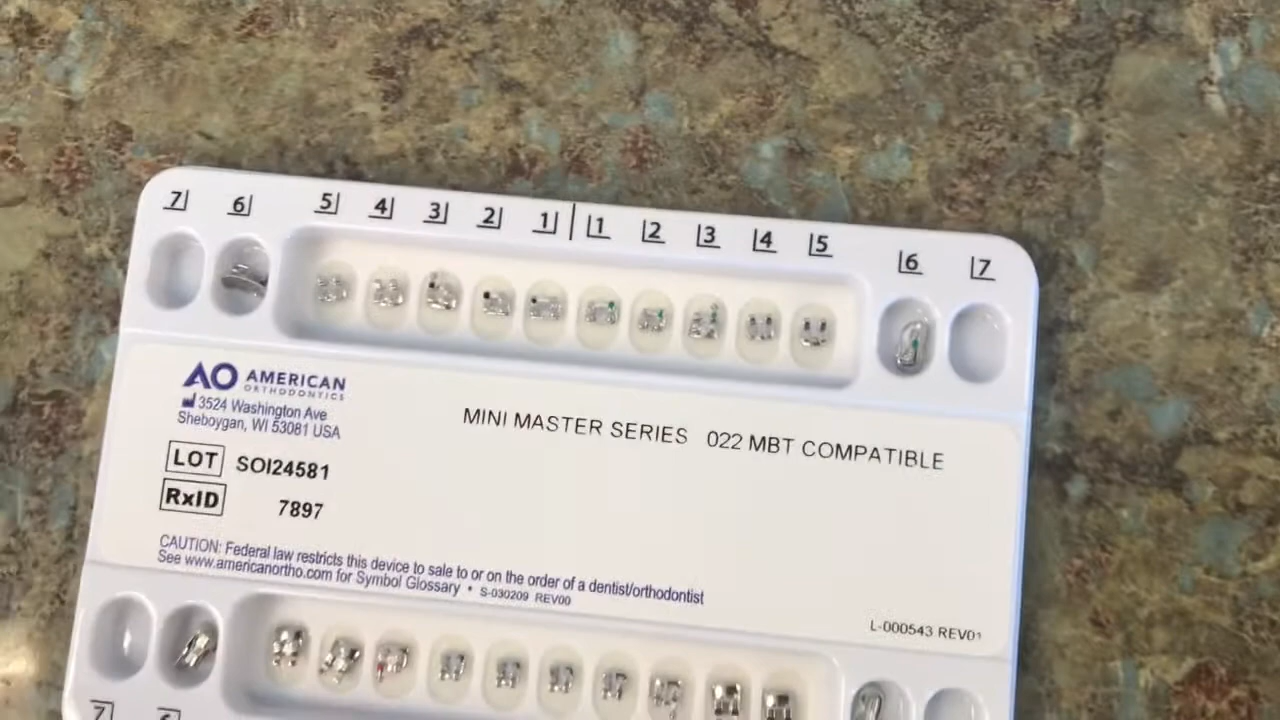 7 6 5 4 3 2 1 1 2 3 4 5 6 7
AO AMERICAN
ORTHODONTICS
3524 Washington Ave
Sheboygan, WI 53081 USA
MINI MASTER SERIES 022 MBT COMPATIBLE
LOT SOI24581
RxID 7897
CAUTION: Federal law restricts this device to sale to or on the order of a dentist/orthodontist
See www.americanortho.com for Symbol Glossary • S-030209 REV00
L-000543 REV01
7 6